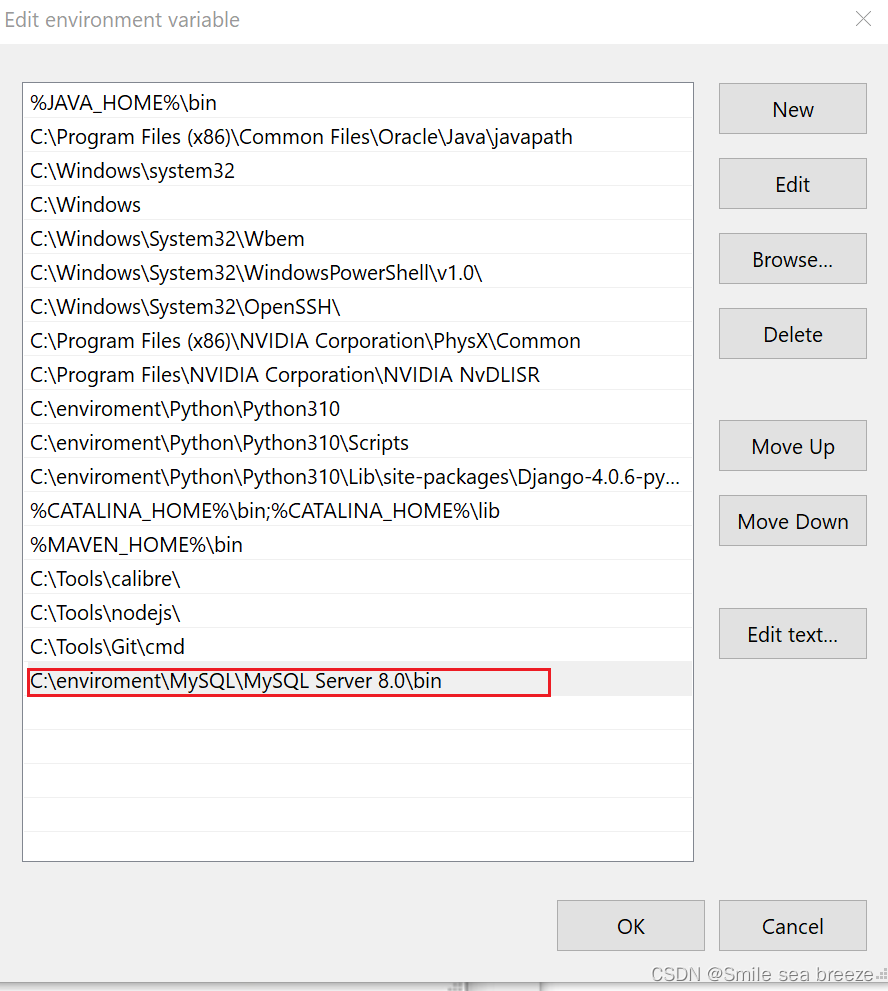 Edit environment variable
%JAVA_HOME%\bin
C:\Program Files (x86)\Common Files\Oracle\Java\javapath
C:\Windows\system32
C:\Windows
C:\Windows\System32\Wbem
C:\Windows\System32\WindowsPowerShell\v1.0\
C:\Windows\System32\OpenSSH\
C:\Program Files (x86)\NVIDIA Corporation\PhysX\Common
C:\Program Files\NVIDIA Corporation\NVIDIA NvDLISR
C:\enviroment\Python\Python310
C:\enviroment\Python\Python310\Scripts
C:\enviroment\Python\Python310\Lib\site-packages\Django-4.0.6-py...
%CATALINA_HOME%\bin;%CATALINA_HOME%\lib
%MAVEN_HOME%\bin
C:\Tools\calibre\
C:\Tools\nodejs\
C:\Tools\Git\cmd
C:\enviroment\MySQL\MySQL Server 8.0\bin
New
Edit
Browse...
Delete
Move Up
Move Down
Edit text...
OK
Cancel
CSDN @Smile sea breeze